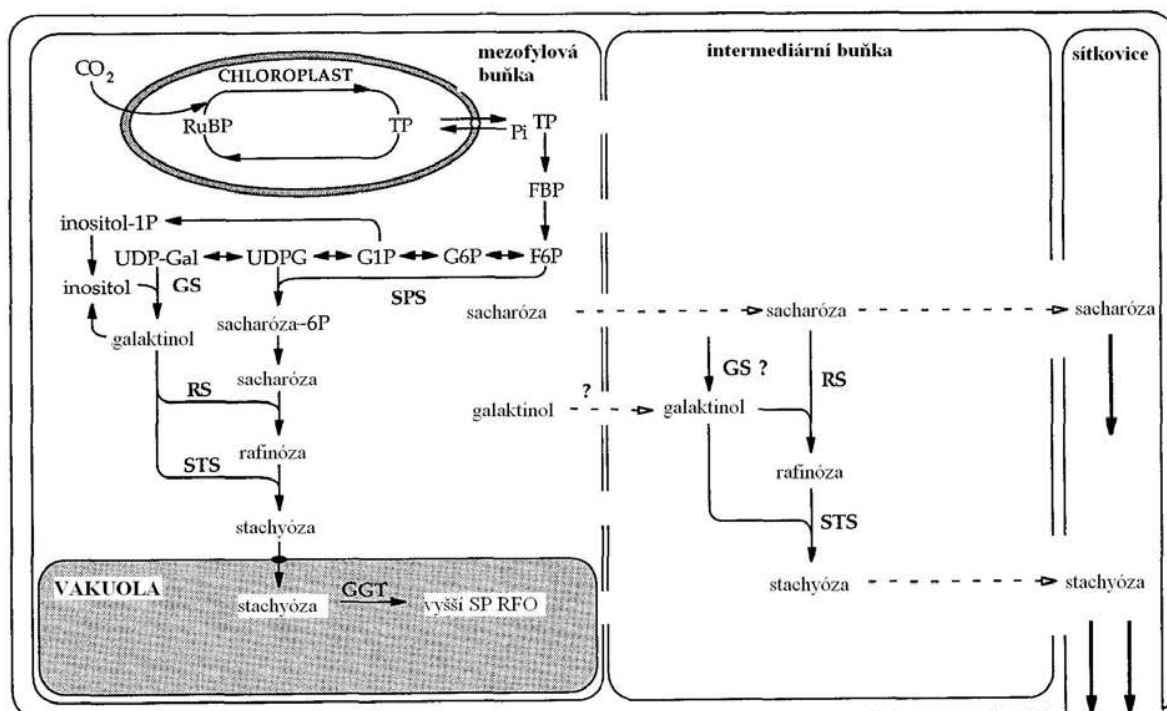 mezofylová
buňka
intermediární buňka
sítkovice
CO2
CHLOROPLAST
RuBP
TP
Pi
TP
FBP
inositol-1P
UDP-Gal
UDPG
G1P
G6P
F6P
inositol
GS
SPS
galaktinol
sacharóza-6P
sacharóza
sacharóza
sacharóza
RS
sacharóza
GS ?
RS
?
galaktinol
galaktinol
rafinóza
STS
rafinóza
STS
stachyóza
stachyóza
stachyóza
VAKUOLA
stachyóza
GGT
vyšší SP RFO